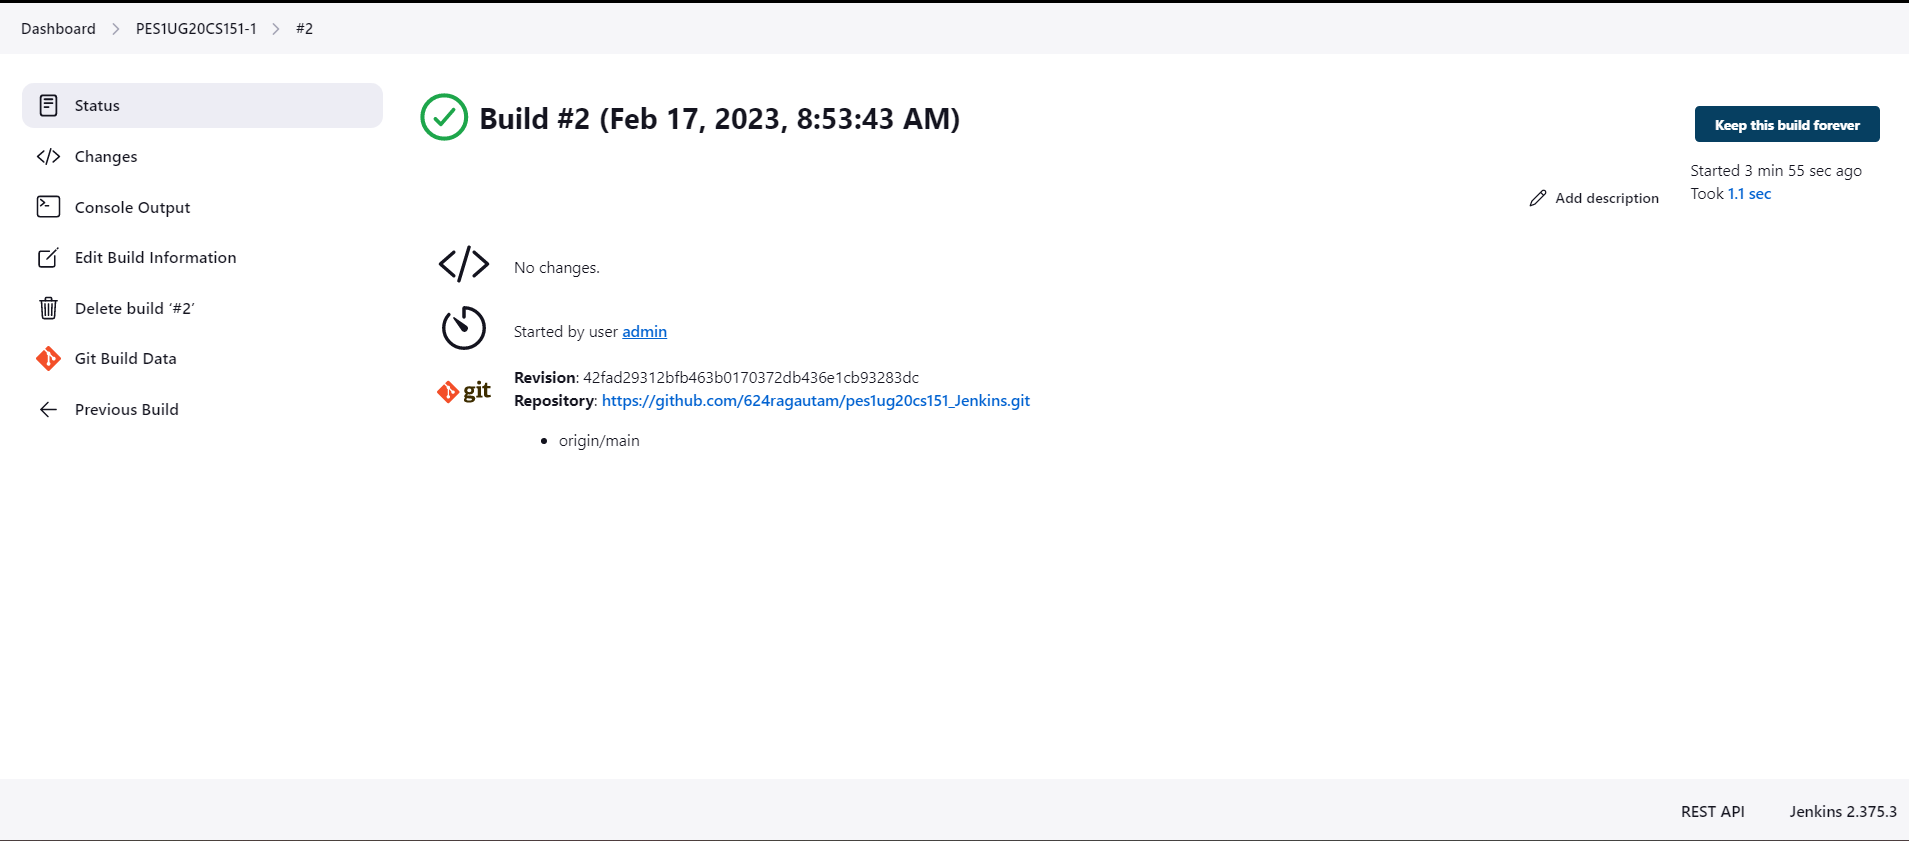 Dashboard > PES1UG20CS151-1 > #2
Status
Changes
Console Output
Edit Build Information
Delete build ‘#2’
Git Build Data
Previous Build
Build #2 (Feb 17, 2023, 8:53:43 AM)
Keep this build forever
Started 3 min 55 sec ago
Took 1.1 sec
Add description
No changes.
Started by user admin
git
Revision: 42fad29312bfb463b0170372db436e1cb93283dc
Repository: https://github.com/624ragautam/pes1ug20cs151_Jenkins.git
• origin/main
REST API
Jenkins 2.375.3